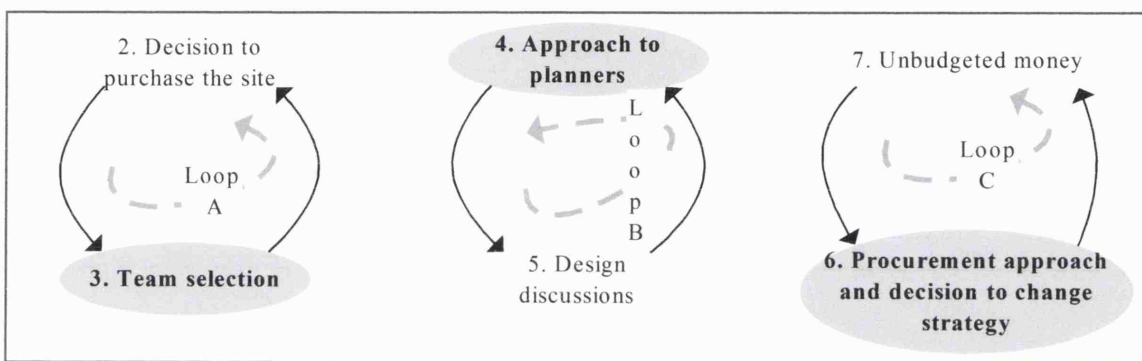 2. Decision to
purchase the site
Loop
A
3. Team selection
4. Approach to
planners
L
o
o
p
B
5. Design
discussions
7. Unbudgeted money
Loop
C
6. Procurement approach
and decision to change
strategy